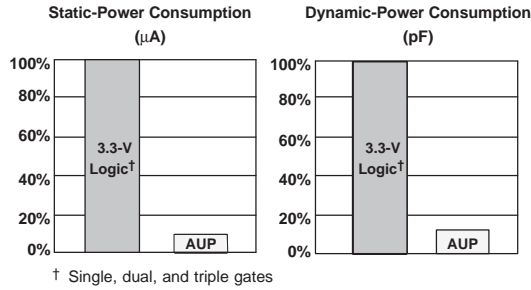 Static-Power Consumption
(μA)
100%
80%
60%
40%
20%
0%
3.3-V
Logic†
AUP
Dynamic-Power Consumption
(pF)
100%
80%
60%
40%
20%
0%
3.3-V
Logic†
AUP
† Single, dual, and triple gates